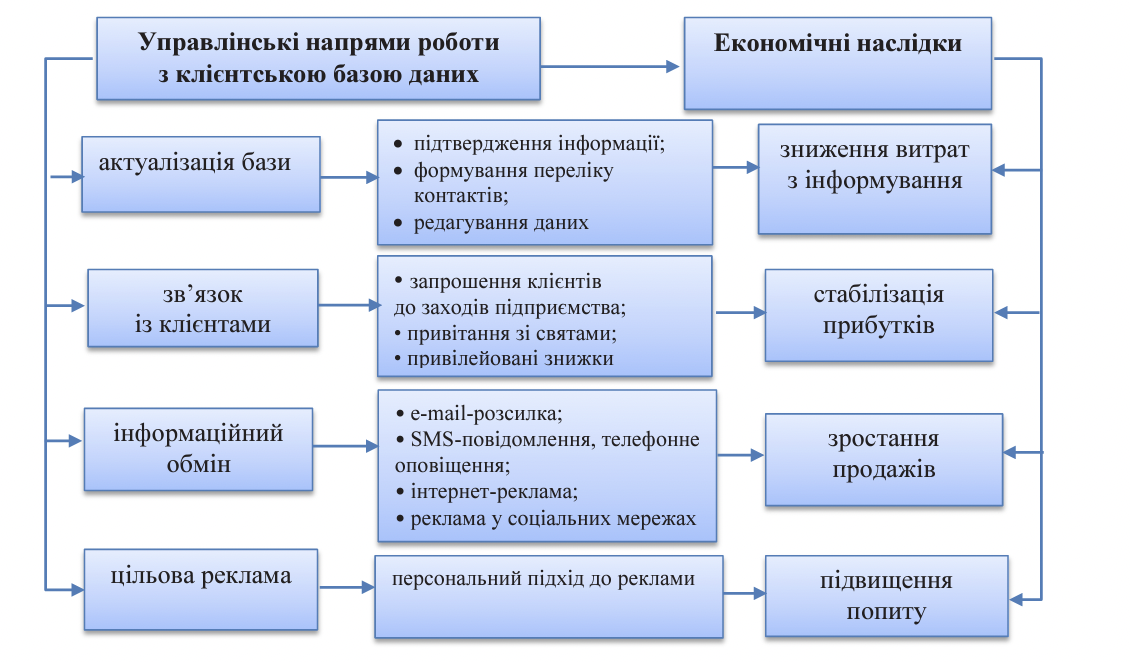 Управлінські напрями роботи
з клієнтською базою даних
Економічні наслідки
актуалізація бази
• підтвердження інформації;
• формування переліку
контактів;
• редагування даних
зниження витрат
з інформування
зв’язок
із клієнтами
• запрошення клієнтів
до заходів підприємства;
• привітання зі святами;
• привілейовані знижки
стабілізація
прибутків
інформаційний
обмін
• e-mail-розсилка;
• SMS-повідомлення, телефонне
оповіщення;
• інтернет-реклама;
• реклама у соціальних мережах
зростання
продажів
цільова реклама
персональний підхід до реклами
підвищення
попиту